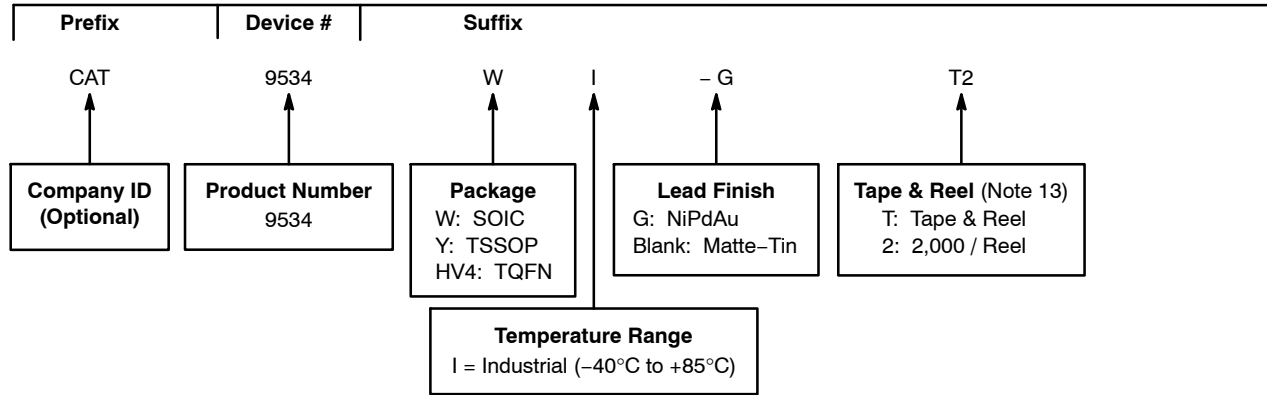 Prefix Device # Suffix
CAT 9534 W I – G T2
Company ID
(Optional)
Product Number
9534
Package
W: SOIC
Y: TSSOP
HV4: TQFN
Lead Finish
G: NiPdAu
Blank: Matte–Tin
Tape & Reel (Note 13)
T: Tape & Reel
2: 2,000 / Reel
Temperature Range
I = Industrial (–40°C to +85°C)